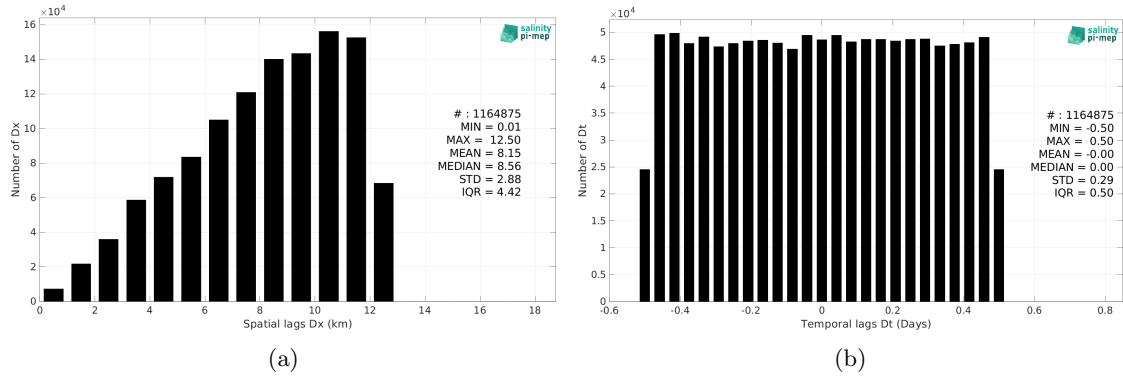 ×10⁴
16
14
12
10
8
6
4
2
0
Number of Dx
salinity
pi-mep
# : 1164875
MIN = 0.01
MAX = 12.50
MEAN = 8.15
MEDIAN = 8.56
STD = 2.88
IQR = 4.42
0 2 4 6 8 10 12 14 16 18
Spatial lags Dx (km)
(a)
×10⁴
5
4.5
4
3.5
3
2.5
2
1.5
1
0.5
0
Number of Dt
salinity
pi-mep
# : 1164875
MIN = -0.50
MAX = 0.50
MEAN = -0.00
MEDIAN = 0.00
STD = 0.29
IQR = 0.50
-0.6 -0.4 -0.2 0 0.2 0.4 0.6 0.8
Temporal lags Dt (Days)
(b)